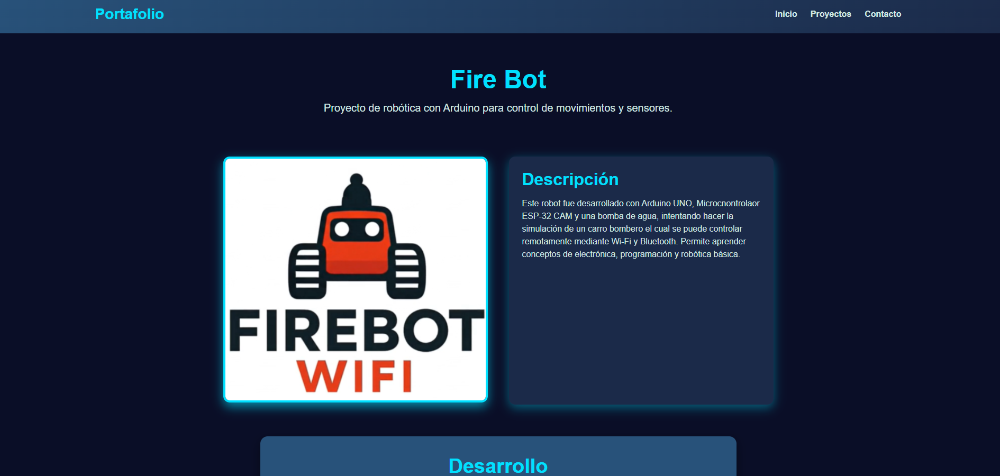 Portafolio
Inicio Proyectos Contacto
Fire Bot
Proyecto de robótica con Arduino para control de movimientos y sensores.
FIREBOT
WIFI
Descripción
Este robot fue desarrollado con Arduino UNO, Microcnontrolaor
ESP-32 CAM y una bomba de agua, intentando hacer la
simulación de un carro bombero el cual se puede controlar
remotamente mediante Wi-Fi y Bluetooth. Permite aprender
conceptos de electrónica, programación y robótica básica.
Desarrollo